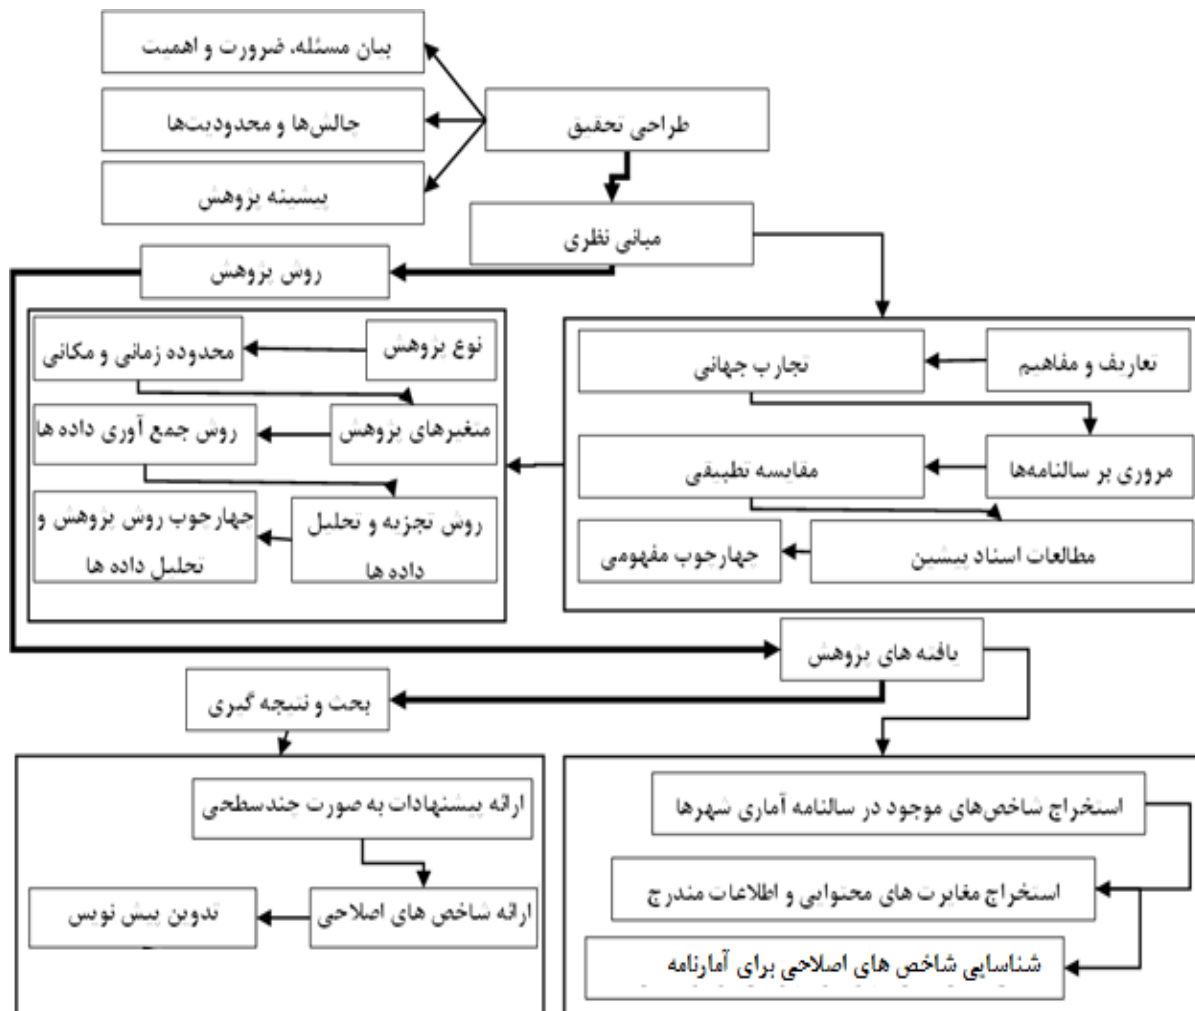 بیان مسئله، ضرورت و اهمیت
طراحی تحقیق
چالش‌ها و محدودیت‌ها
پیشینه پژوهش
مبانی نظری
روش پژوهش
تعاریف و مفاهیم
تجارب جهانی
مروری بر سالنامه‌ها
مقایسه تطبیقی
مطالعات اسناد پیشین
چهارچوب مفهومی
نوع پژوهش
محدوده زمانی و مکانی
متغیرهای پژوهش
روش جمع آوری داده ها
روش تجزیه و تحلیل
داده ها
چهارچوب روش پژوهش و
تحلیل داده ها
یافته های پژوهش
بحث و نتیجه گیری
استخراج شاخص‌های موجود در سالنامه آماری شهرها
استخراج مغایرت های محتوایی و اطلاعات مندرج
شناسایی شاخص های اصلاحی برای آمارنامه
ارائه پیشنهادات به صورت چندسطحی
ارائه شاخص های اصلاحی
تدوین پیش نویس